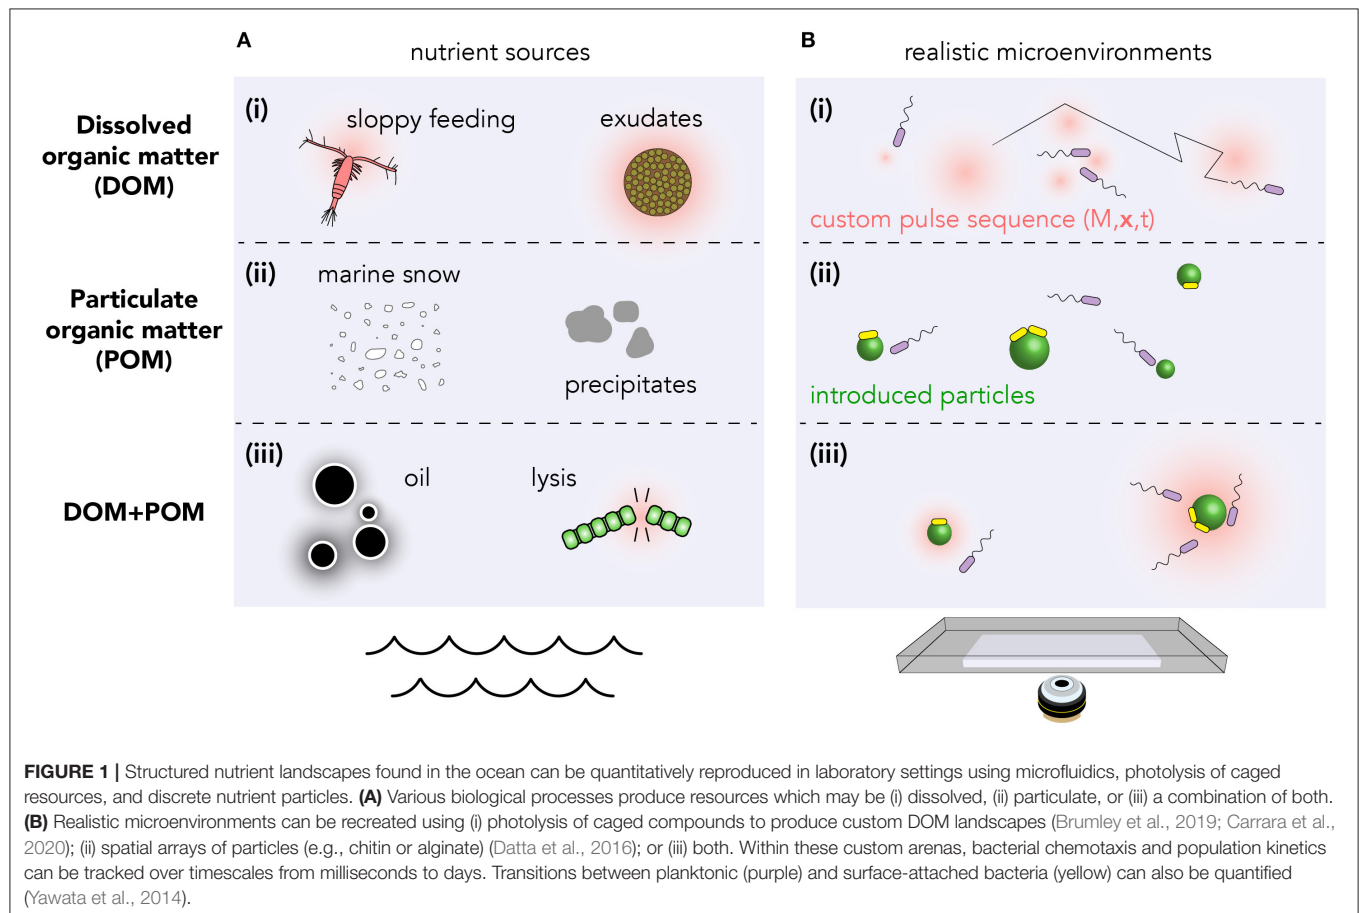 A
nutrient sources
B
realistic microenvironments
Dissolved
organic matter
(DOM)
(i)
sloppy feeding
exudates
(i)
custom pulse sequence (M,x,t)
Particulate
organic matter
(POM)
(ii)
marine snow
precipitates
(ii)
introduced particles
DOM+POM
(iii)
oil
lysis
(iii)
FIGURE 1 | Structured nutrient landscapes found in the ocean can be quantitatively reproduced in laboratory settings using microfluidics, photolysis of caged
resources, and discrete nutrient particles. (A) Various biological processes produce resources which may be (i) dissolved, (ii) particulate, or (iii) a combination of both.
(B) Realistic microenvironments can be recreated using (i) photolysis of caged compounds to produce custom DOM landscapes (Brumley et al., 2019; Carrara et al.,
2020); (ii) spatial arrays of particles (e.g., chitin or alginate) (Datta et al., 2016); or (iii) both. Within these custom arenas, bacterial chemotaxis and population kinetics
can be tracked over timescales from milliseconds to days. Transitions between planktonic (purple) and surface-attached bacteria (yellow) can also be quantified
(Yawata et al., 2014).